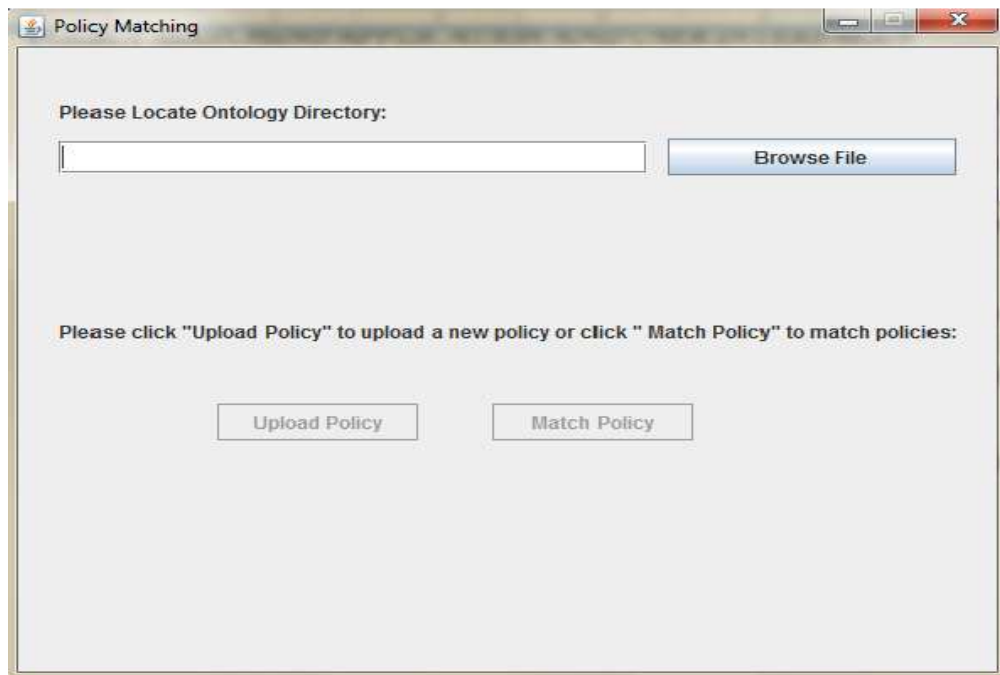 Policy Matching
Please Locate Ontology Directory:
Browse File
Please click "Upload Policy" to upload a new policy or click " Match Policy" to match policies:
Upload Policy
Match Policy